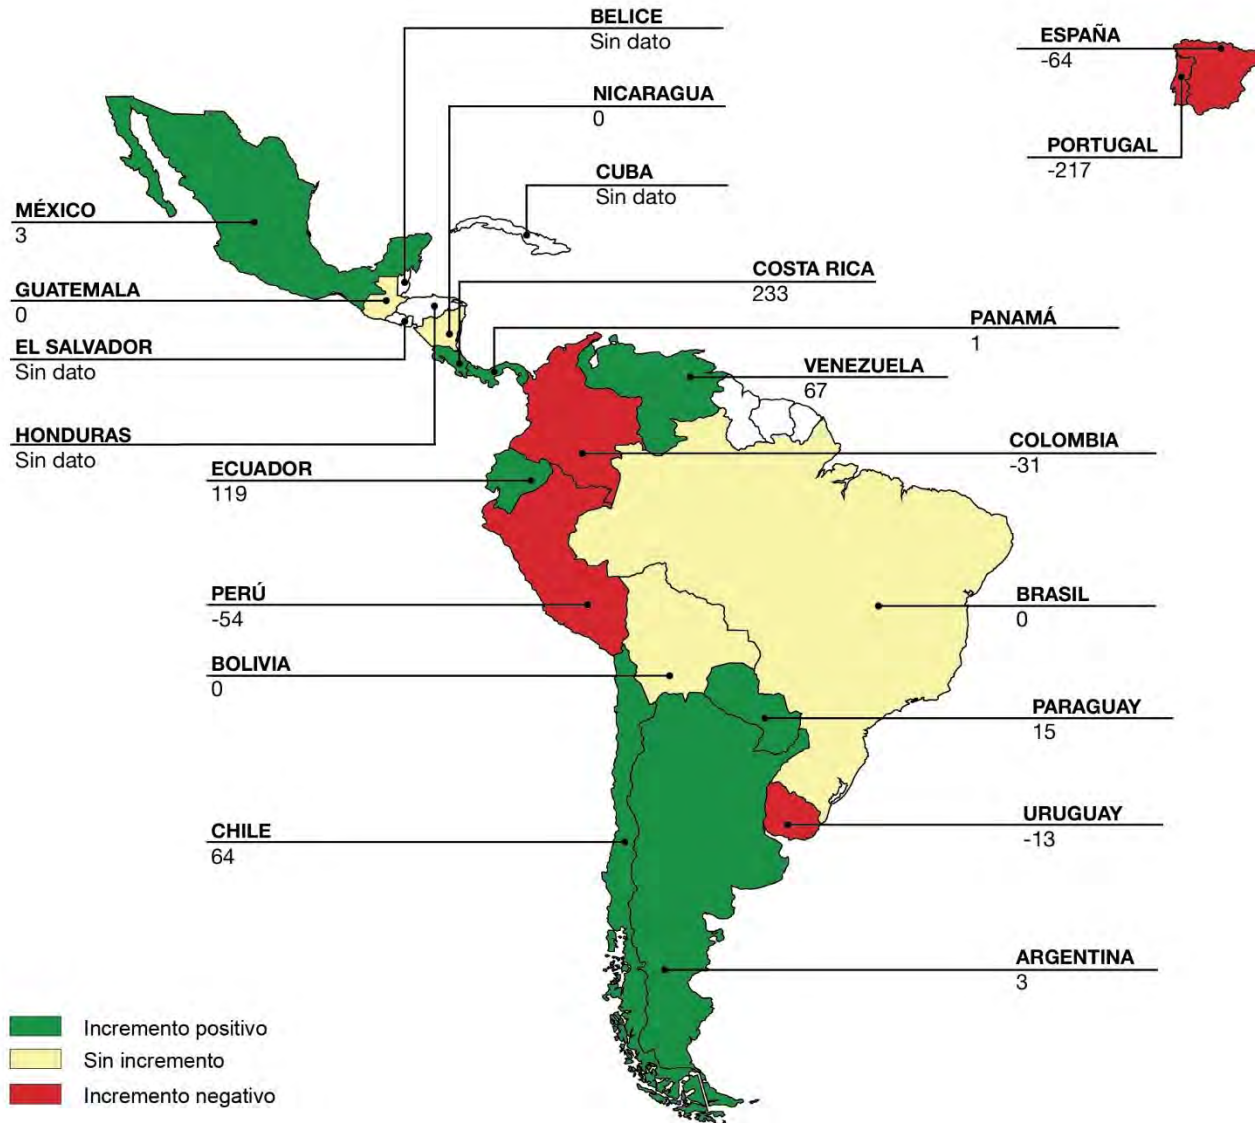 BELICE
Sin dato
ESPAÑA
-64
NICARAGUA
0
PORTUGAL
-217
CUBA
Sin dato
MÉXICO
3
COSTA RICA
233
GUATEMALA
0
PANAMÁ
1
EL SALVADOR
Sin dato
VENEZUELA
67
HONDURAS
Sin dato
COLOMBIA
-31
ECUADOR
119
PERÚ
-54
BRASIL
0
BOLIVIA
0
PARAGUAY
15
CHILE
64
URUGUAY
-13
ARGENTINA
3
Incremento positivo
Sin incremento
Incremento negativo